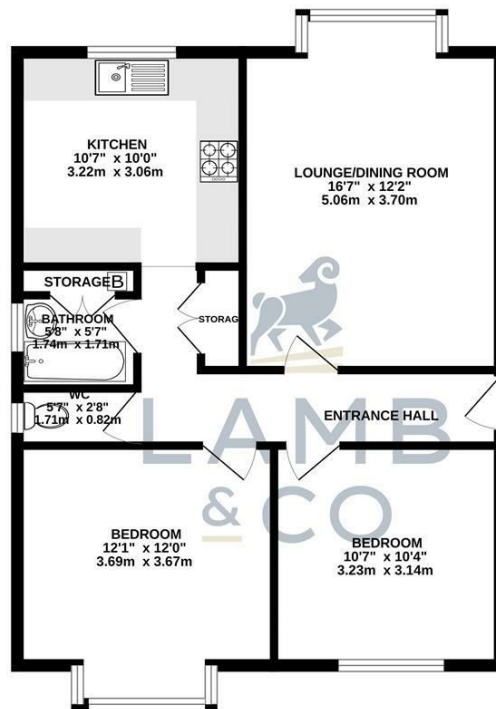 KITCHEN
10'7" x 10'0"
3.22m x 3.06m
LOUNGE/DINING ROOM
16'7" x 12'2"
5.06m x 3.70m
STORAGE B
BATHROOM
5'8" x 5'7"
1.74m x 1.71m
STORAG
WC
5'7" x 2'8"
1.71m x 0.82m
ENTRANCE HALL
LAMB
& CO
BEDROOM
12'1" x 12'0"
3.69m x 3.67m
BEDROOM
10'7" x 10'4"
3.23m x 3.14m